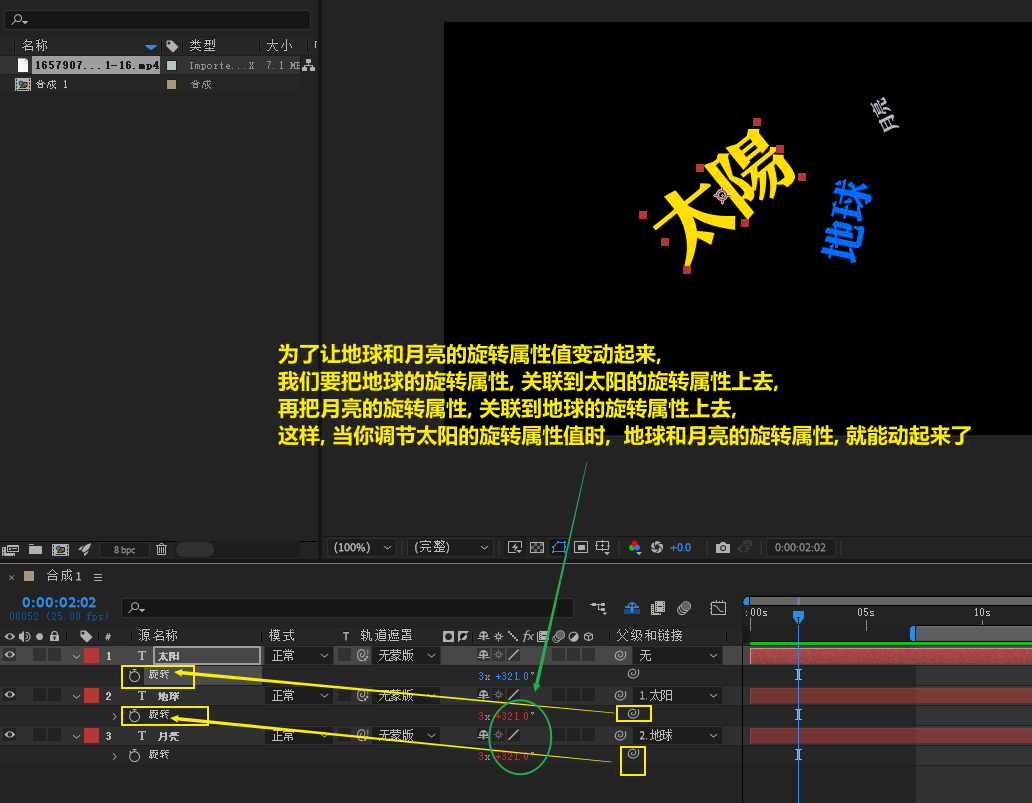 名称 类型 大小
1657907...1-16.mp4 Importe...X 7.1 ME
合成 1 合成
太陽
月亮
地球
为了让地球和月亮的旋转属性值变动起来,
我们要把地球的旋转属性, 关联到太阳的旋转属性上去,
再把月亮的旋转属性, 关联到地球的旋转属性上去,
这样, 当你调节太阳的旋转属性值时, 地球和月亮的旋转属性, 就能动起来了
8 bpc (100%) (完整) +0.0 0:00:02:02
× 合成 1
0:00:02:02
00052 (25.00 fps)
:00s 05s 10s
# 源名称 模式 T 轨道遮罩 fx 父级和链接
1 T 太阳 正常 无蒙版 无
旋转 3x +321.0°
2 T 地球 正常 无蒙版 1.太阳
旋转 3x +321.0°
3 T 月亮 正常 无蒙版 2.地球
旋转 3x +321.0°